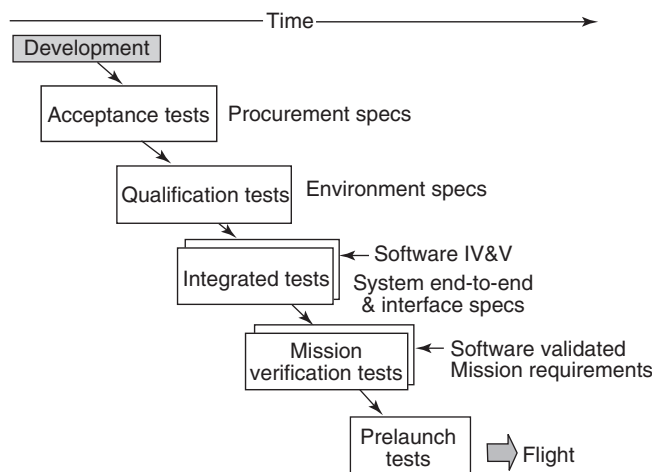 Time
Development
Acceptance tests
Procurement specs
Qualification tests
Environment specs
Software IV&V
Integrated tests
System end-to-end
& interface specs
Mission
verification tests
Software validated
Mission requirements
Prelaunch
tests
Flight